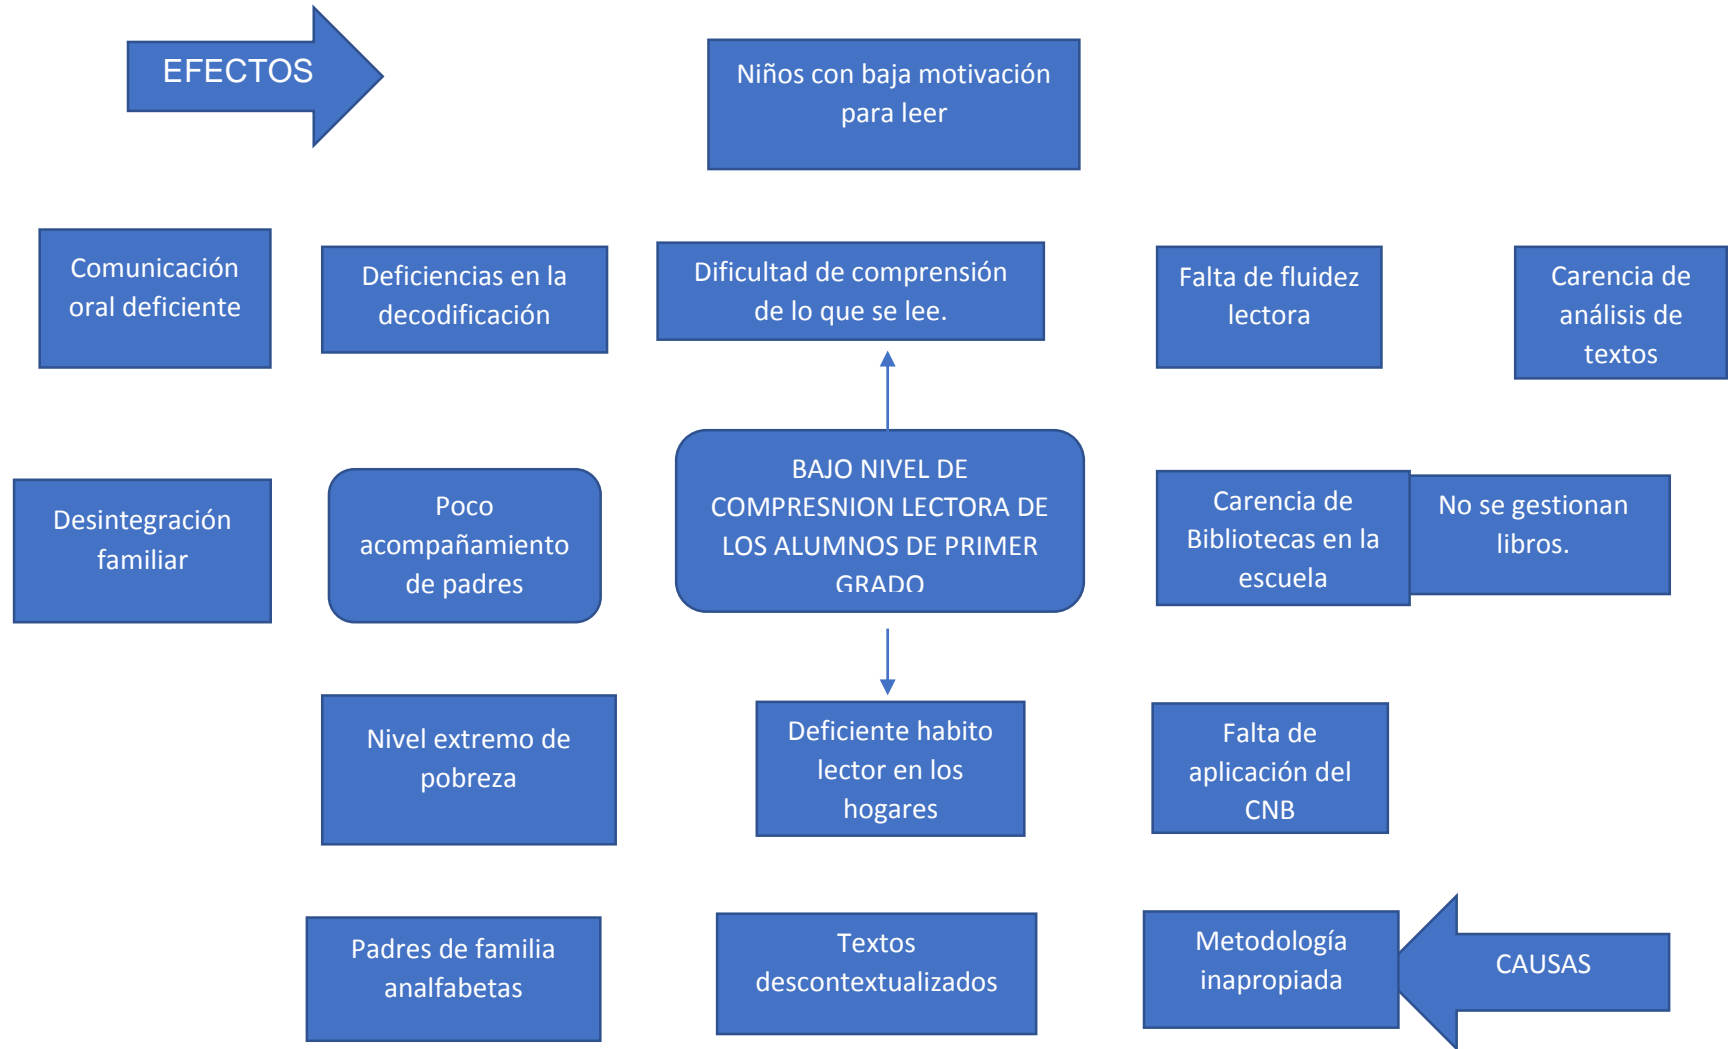 EFECTOS
Niños con baja motivación
para leer
Comunicación
oral deficiente
Deficiencias en la
decodificación
Dificultad de comprensión
de lo que se lee.
Falta de fluidez
lectora
Carencia de
análisis de
textos
Desintegración
familiar
Poco
acompañamiento
de padres
BAJO NIVEL DE
COMPRESNION LECTORA DE
LOS ALUMNOS DE PRIMER
GRADO
Carencia de
Bibliotecas en la
escuela
No se gestionan
libros.
Nivel extremo de
pobreza
Deficiente habito
lector en los
hogares
Falta de
aplicación del
CNB
Padres de familia
analfabetas
Textos
descontextualizados
Metodología
inapropiada
CAUSAS